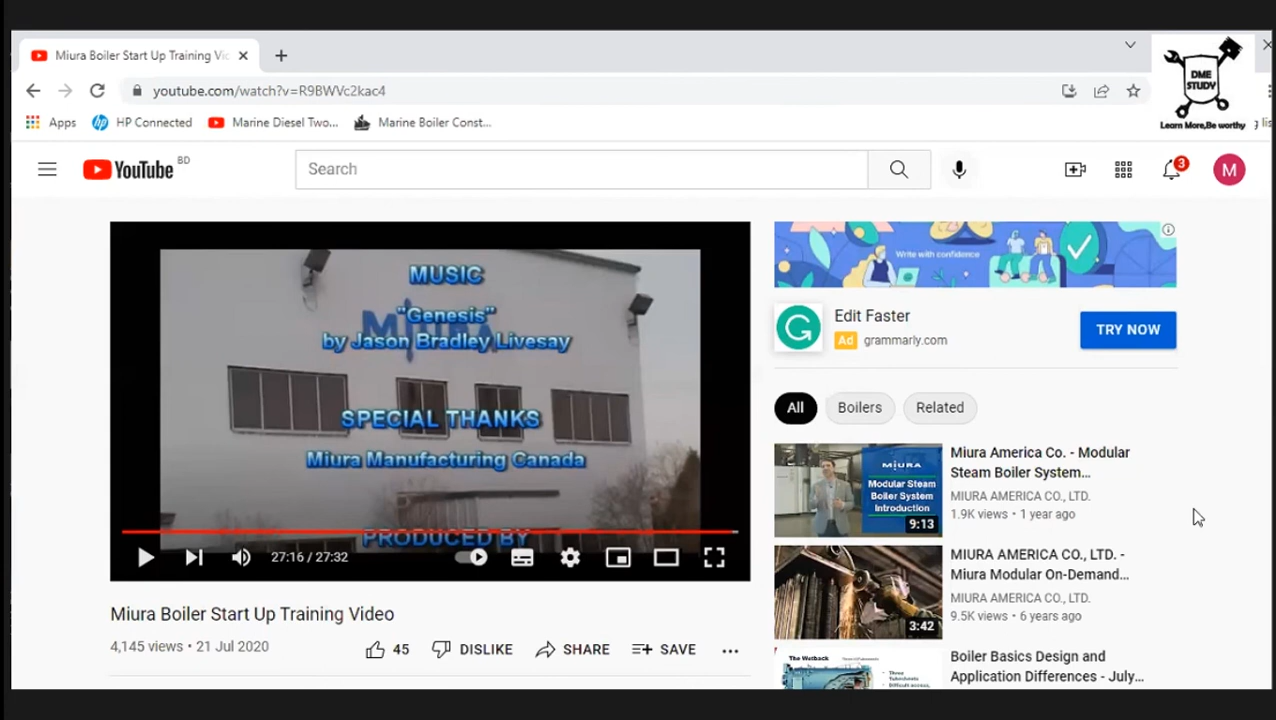 Miura Boiler Start Up Training Vi
youtube.com/watch?v=R9BWVc2kac4
DME
STUDY
Learn More,Be worthy
Apps
HP Connected
Marine Diesel Two...
Marine Boiler Const...
YouTube BD
Search
3
M
MUSIC
MIURA
"Genesis"
by Jason Bradley Livesay
SPECIAL THANKS
Miura Manufacturing Canada
PRODUCED BY
27:16 / 27:32
Miura Boiler Start Up Training Video
4,145 views • 21 Jul 2020
45
DISLIKE
SHARE
SAVE
...
Write with confidence
Edit Faster
Ad grammarly.com
TRY NOW
All
Boilers
Related
MIURA
Modular Steam
Boiler System
Introduction
9:13
Miura America Co. - Modular
Steam Boiler System...
MIURA AMERICA CO., LTD.
1.9K views • 1 year ago
3:42
MIURA AMERICA CO., LTD. -
Miura Modular On-Demand...
MIURA AMERICA CO., LTD.
9.5K views • 6 years ago
The Wetback
Boiler Basics Design and
Application Differences - July...